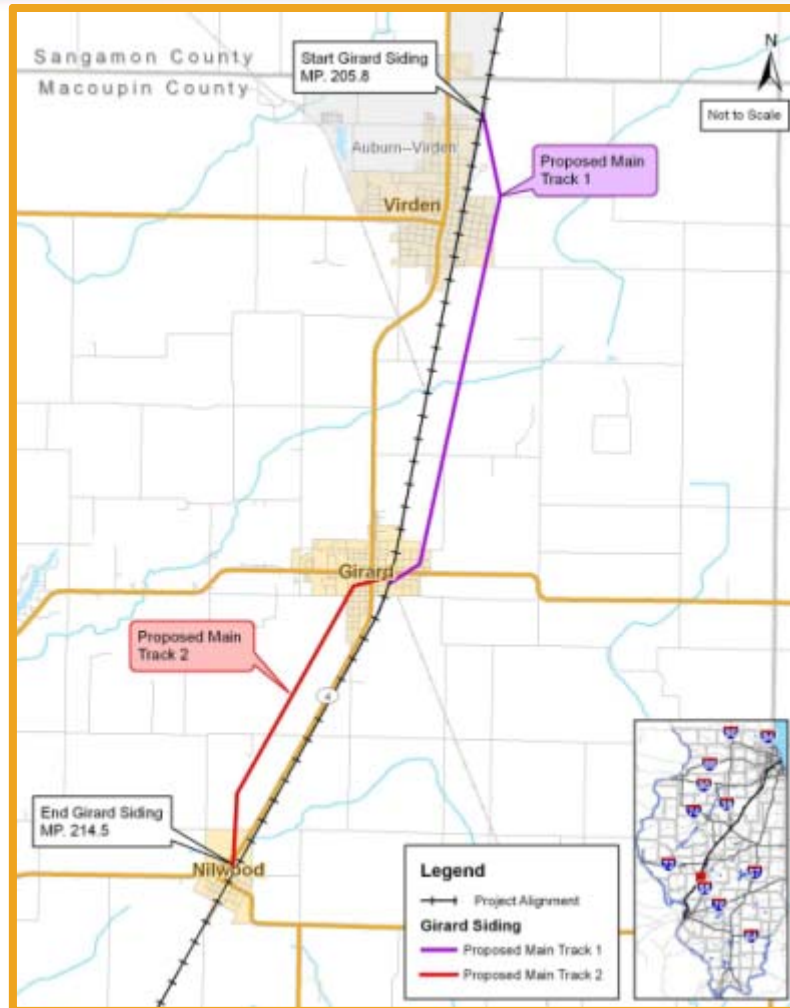 Sangamon County
Macoupin County
Start Girard Siding
MP. 205.8
N
Not to Scale
Auburn--Virden
Proposed Main
Track 1
Virden
Girard
Proposed Main
Track 2
4
End Girard Siding
MP. 214.5
Nilwood
Legend
Project Alignment
Girard Siding
Proposed Main Track 1
Proposed Main Track 2